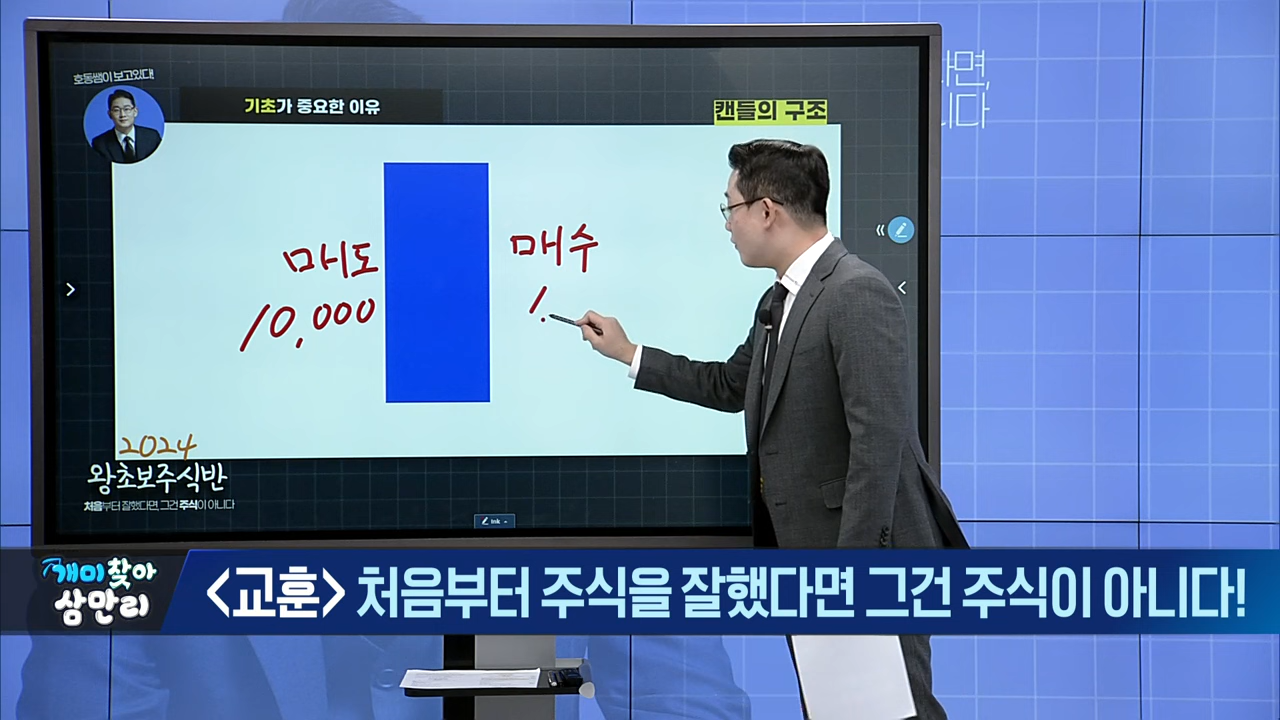 호동쌤이 보고있다!
기초가 중요한 이유
캔들의 구조
매도
10,000
매수
1.
2024
왕초보주식반
처음부터 잘했다면, 그건 주식이 아니다
Ink
개미찾아
삼만리
<교훈> 처음부터 주식을 잘했다면 그건 주식이 아니다!